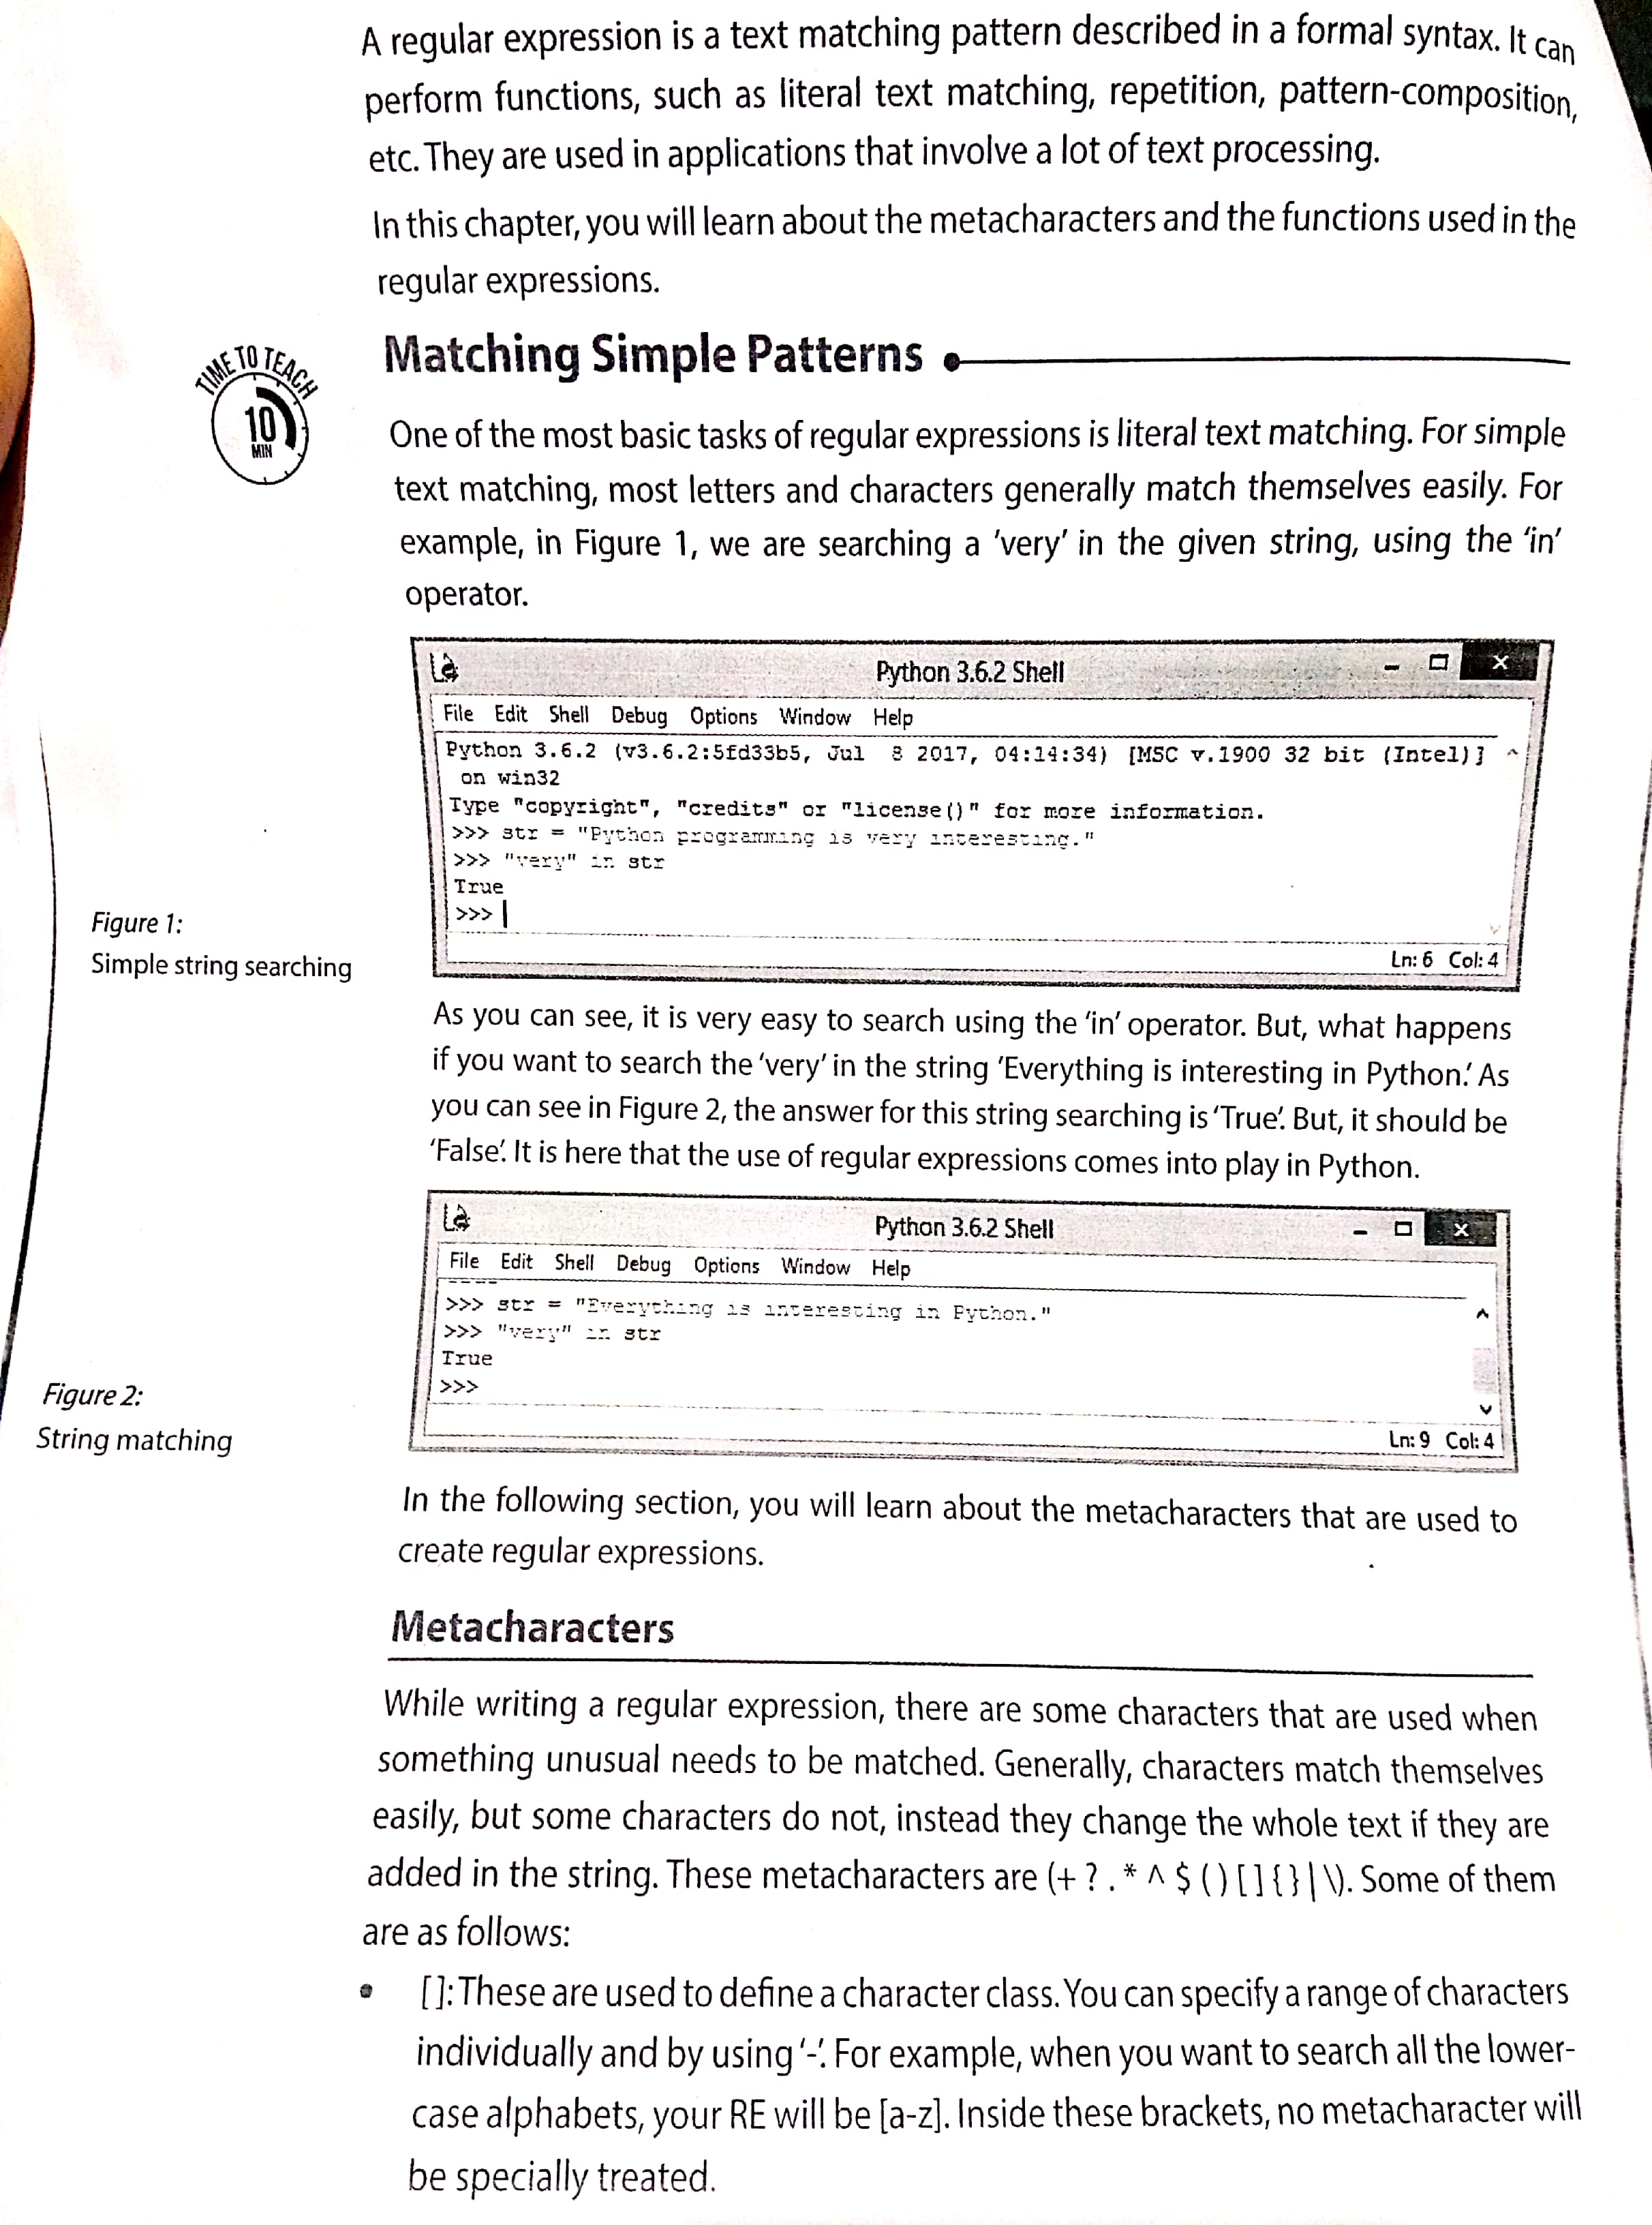 A regular expression is a text matching pattern described in a formal syntax. It can
perform functions, such as literal text matching, repetition, pattern-composition,
etc. They are used in applications that involve a lot of text processing.
In this chapter, you will learn about the metacharacters and the functions used in the
regular expressions.
TIME TO TEACH
10
MIN
Matching Simple Patterns
One of the most basic tasks of regular expressions is literal text matching. For simple
text matching, most letters and characters generally match themselves easily. For
example, in Figure 1, we are searching a 'very' in the given string, using the 'in'
operator.
Python 3.6.2 Shell
File Edit Shell Debug Options Window Help
Python 3.6.2 (v3.6.2:5fd33b5, Jul  8 2017, 04:14:34) [MSC v.1900 32 bit (Intel)]
on win32
Type "copyright", "credits" or "license()" for more information.
>>> str = "Python programming is very interesting."
>>> "very" in str
True
>>>
Ln: 6 Col: 4
Figure 1:
Simple string searching
As you can see, it is very easy to search using the 'in' operator. But, what happens
if you want to search the 'very' in the string 'Everything is interesting in Python.' As
you can see in Figure 2, the answer for this string searching is 'True'. But, it should be
'False'. It is here that the use of regular expressions comes into play in Python.
Python 3.6.2 Shell
File Edit Shell Debug Options Window Help
>>> str = "Everything is interesting in Python."
>>> "very" in str
True
>>>
Ln: 9 Col: 4
Figure 2:
String matching
In the following section, you will learn about the metacharacters that are used to
create regular expressions.
Metacharacters
While writing a regular expression, there are some characters that are used when
something unusual needs to be matched. Generally, characters match themselves
easily, but some characters do not, instead they change the whole text if they are
added in the string. These metacharacters are (+ ? . * ^ $ ( ) [ ] { } | \). Some of them
are as follows:
• [ ]: These are used to define a character class. You can specify a range of characters
individually and by using '-'. For example, when you want to search all the lower-
case alphabets, your RE will be [a-z]. Inside these brackets, no metacharacter will
be specially treated.